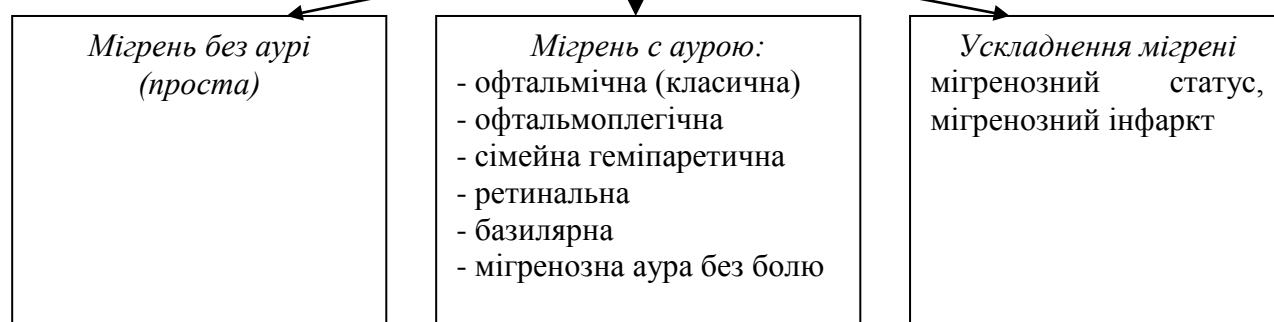 Мігрень без аурі
(проста)
Мігрень с аурою:
- офтальмічна (класична)
- офтальмоплегічна
- сімейна геміпаретична
- ретинальна
- базилярна
- мігренозна аура без болю
Ускладнення мігрені
мігренозний статус,
мігренозний інфаркт